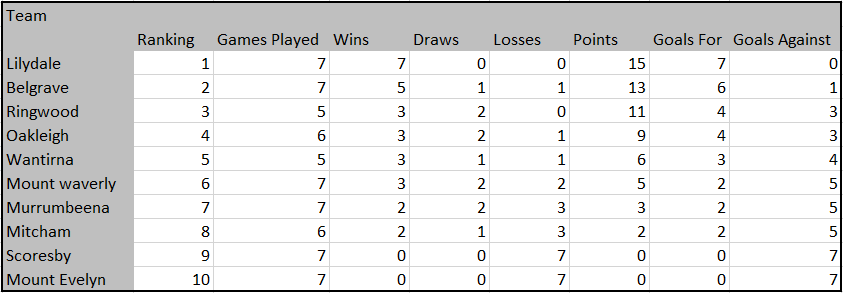 Team
Ranking Games Played Wins Draws Losses Points Goals For Goals Against
Lilydale 1 7 7 0 0 15 7 0
Belgrave 2 7 5 1 1 13 6 1
Ringwood 3 5 3 2 0 11 4 3
Oakleigh 4 6 3 2 1 9 4 3
Wantirna 5 5 3 1 1 6 3 4
Mount waverly 6 7 3 2 2 5 2 5
Murrumbeena 7 7 2 2 3 3 2 5
Mitcham 8 6 2 1 3 2 2 5
Scoresby 9 7 0 0 7 0 0 7
Mount Evelyn 10 7 0 0 7 0 0 7